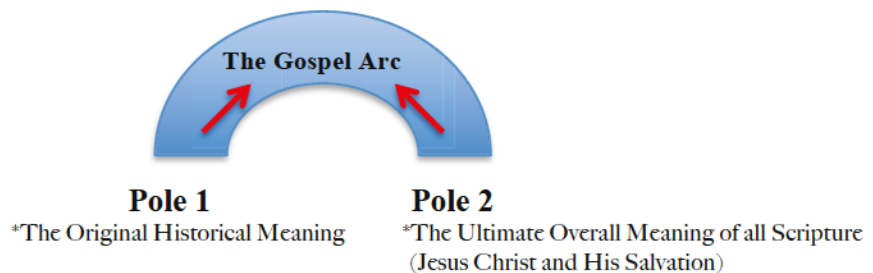 The Gospel Arc
Pole 1
Pole 2
*The Original Historical Meaning
*The Ultimate Overall Meaning of all Scripture
(Jesus Christ and His Salvation)